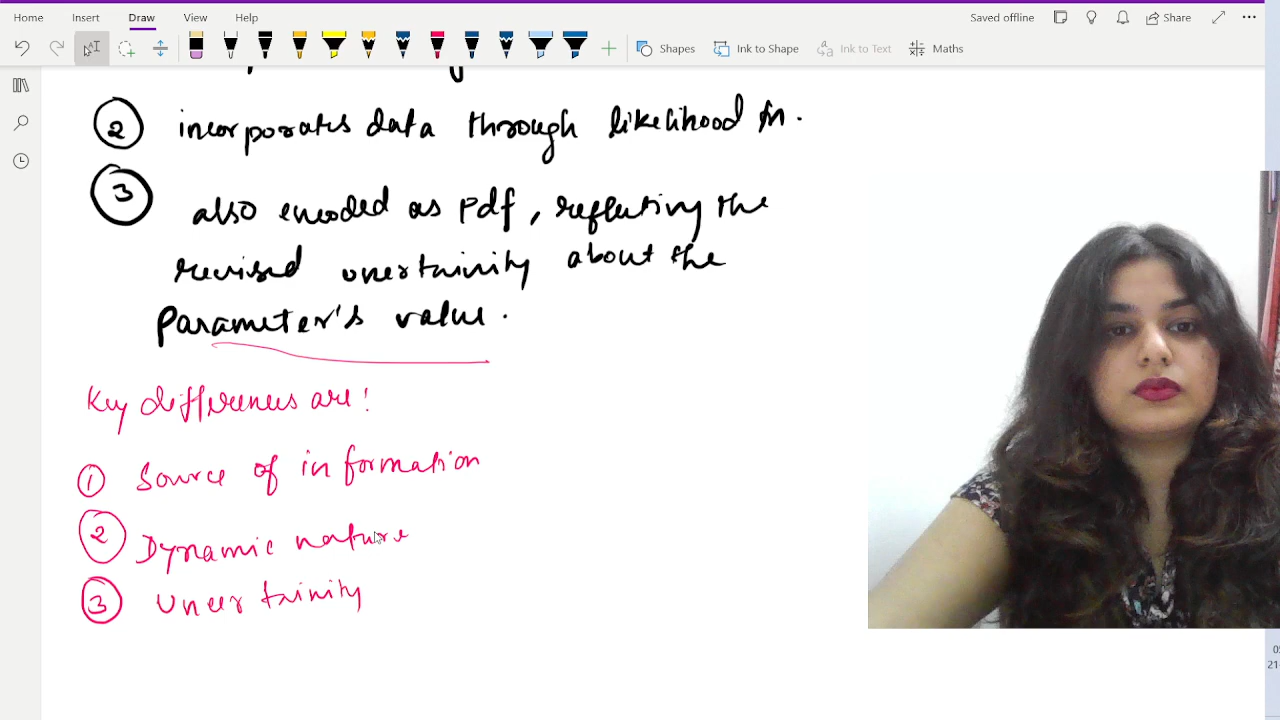 Home Insert Draw View Help Saved offline Share
Shapes Ink to Shape Ink to Text Maths
2 incorporates data through likelihood fn.
3 also encoded as pdf, reflecting the
revised uncertainity about the
parameter's value.
Key differences are:
1 Source of information
2 Dynamic nature
3 Uncertainity